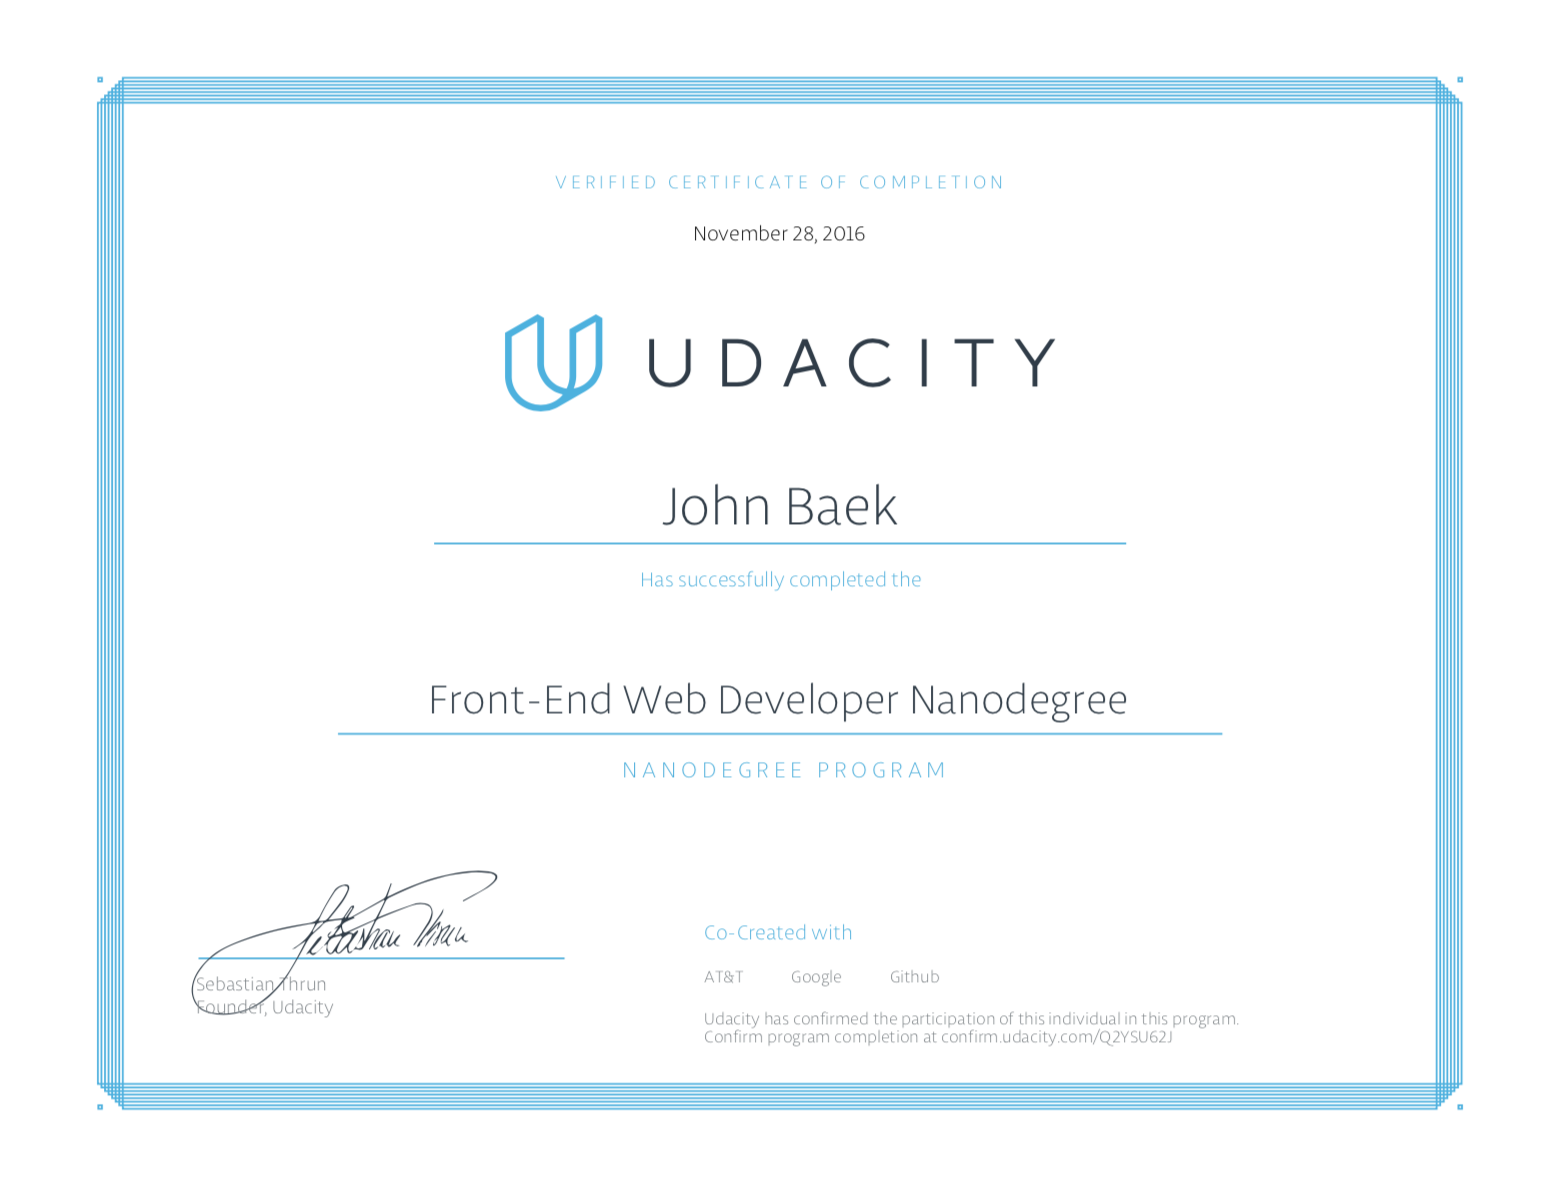 VERIFIED CERTIFICATE OF COMPLETION
November 28, 2016
UDACITY
John Baek
Has successfully completed the
Front-End Web Developer Nanodegree
NANODEGREE PROGRAM
Sebastian Thrun
Sebastian Thrun
Founder, Udacity
Co-Created with
AT&T Google Github
Udacity has confirmed the participation of this individual in this program.
Confirm program completion at confirm.udacity.com/Q2YSU62J